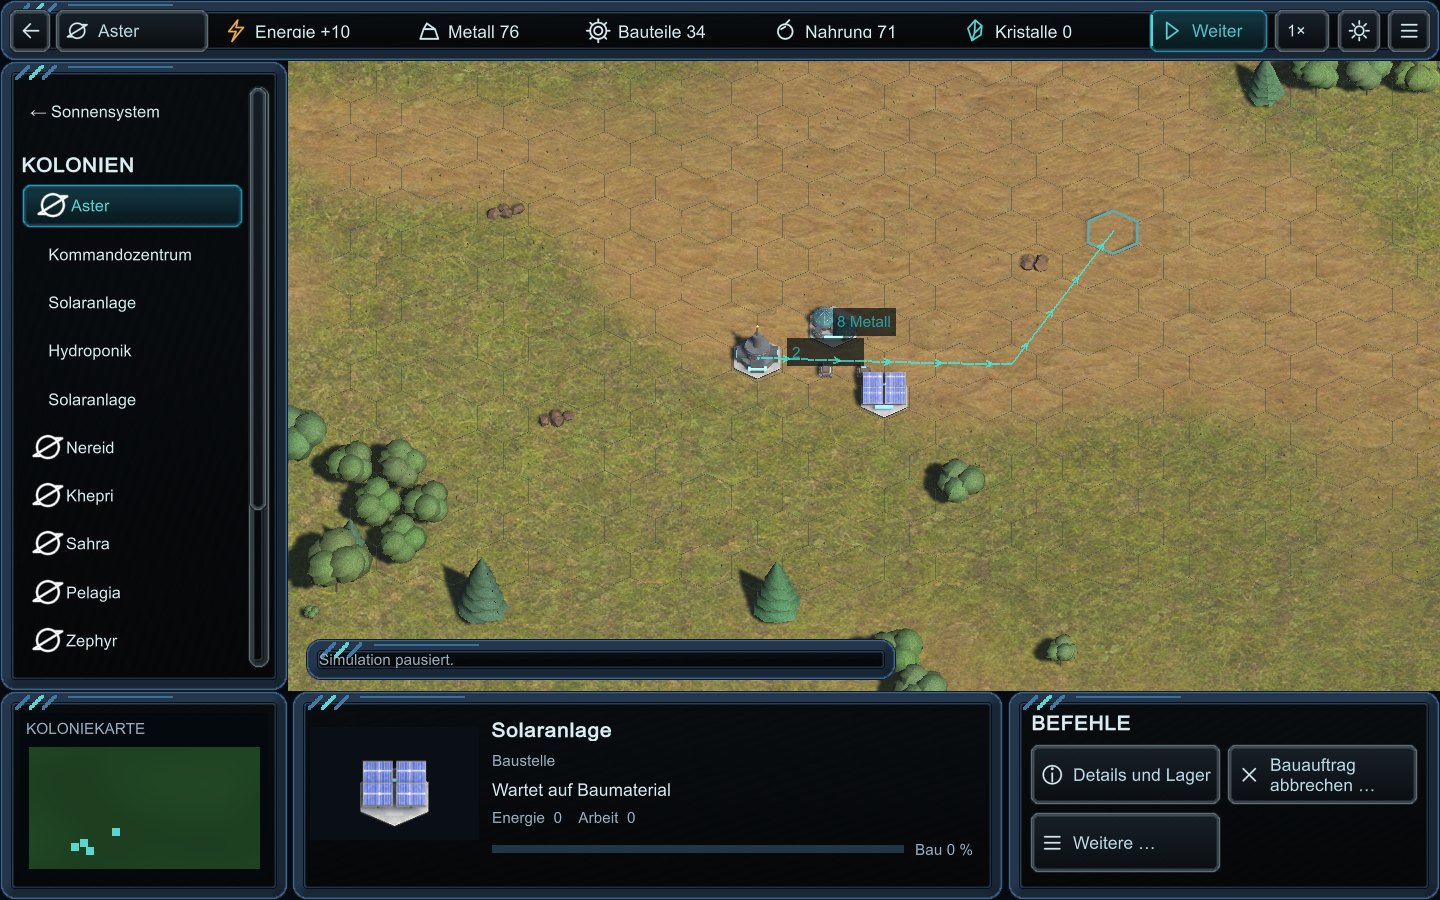 Aster
Energie +10
Metall 76
Bauteile 34
Nahrung 71
Kristalle 0
Weiter
1×
← Sonnensystem
KOLONIEN
Aster
Kommandozentrum
Solaranlage
Hydroponik
Solaranlage
Nereid
Khepri
Sahra
Pelagia
Zephyr
8 Metall
2
Simulation pausiert.
KOLONIEKARTE
Solaranlage
Baustelle
Wartet auf Baumaterial
Energie 0 Arbeit 0
Bau 0 %
BEFEHLE
Details und Lager
Bauauftrag
abbrechen …
Weitere …